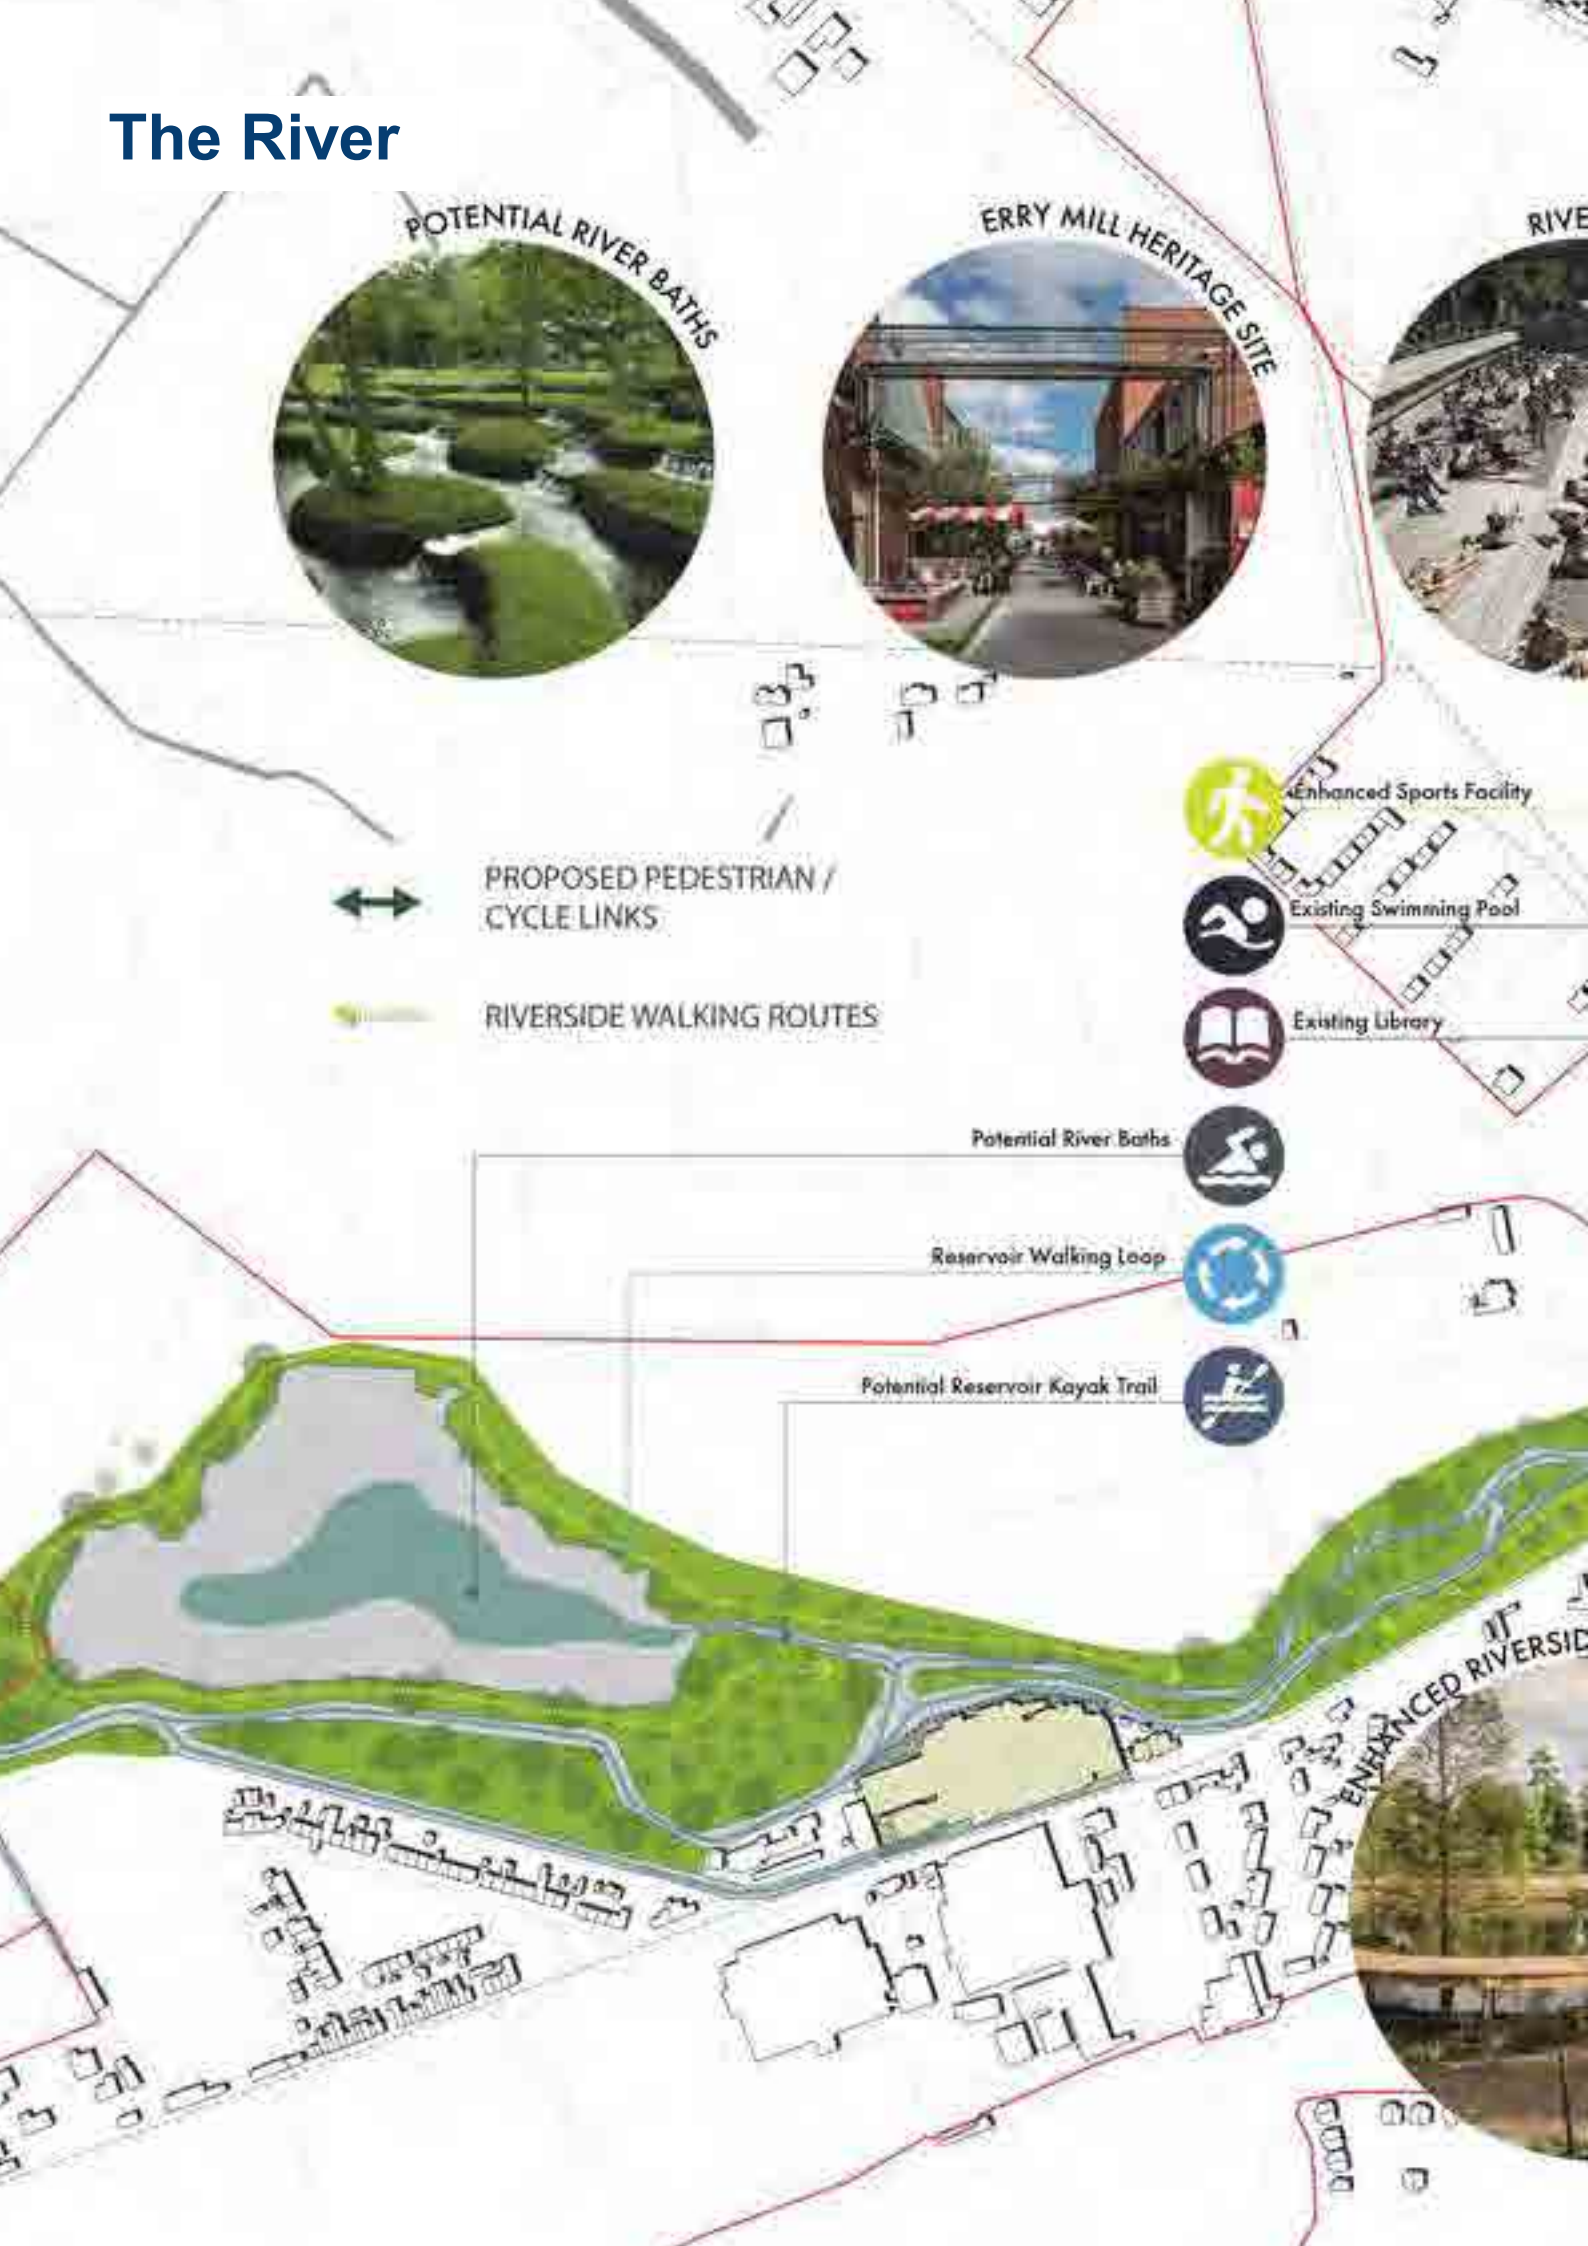 The River
POTENTIAL RIVER BATHS
ERRY MILL HERITAGE SITE
RIVE
Enhanced Sports Facility
PROPOSED PEDESTRIAN /
CYCLE LINKS
Existing Swimming Pool
RIVERSIDE WALKING ROUTES
Existing Library
Potential River Baths
Reservoir Walking Loop
Potential Reservoir Kayak Trail
ENHANCED RIVERSID